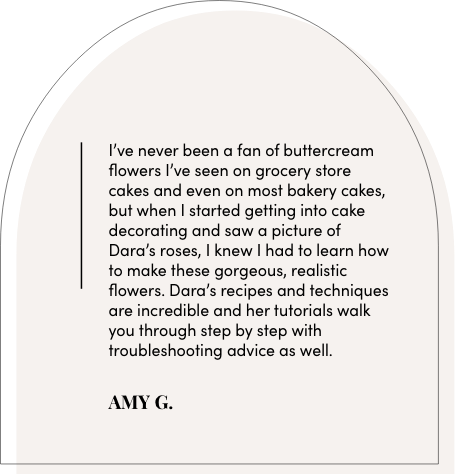 I've never been a fan of buttercream
flowers I've seen on grocery store
cakes and even on most bakery cakes,
but when I started getting into cake
decorating and saw a picture of
Dara's roses, I knew I had to learn how
to make these gorgeous, realistic
flowers. Dara's recipes and techniques
are incredible and her tutorials walk
you through step by step with
troubleshooting advice as well.
AMY G.